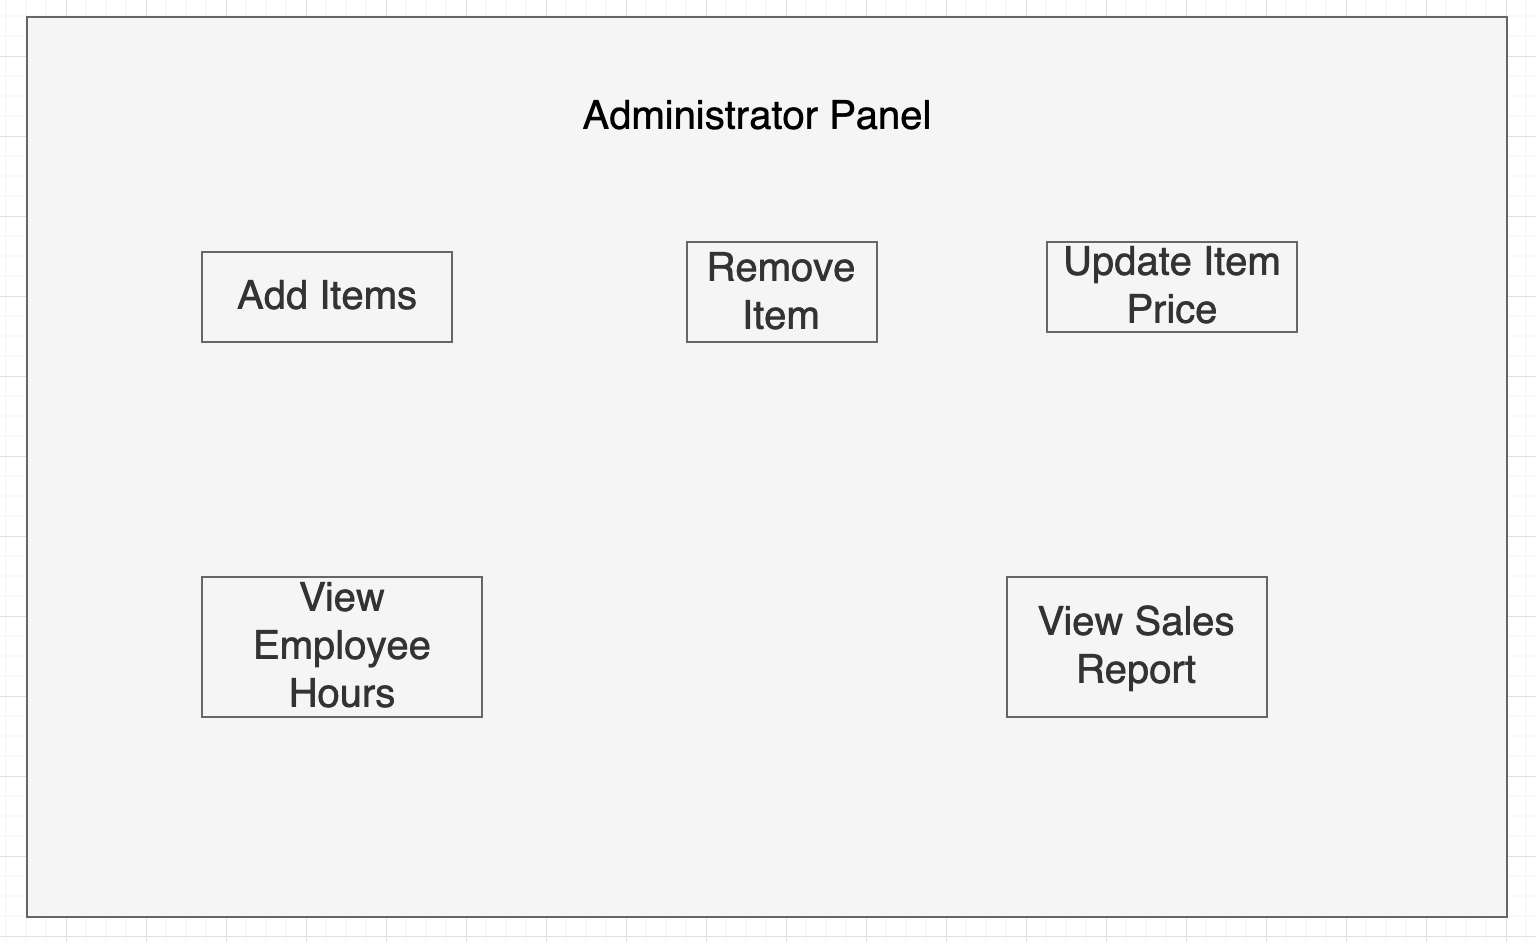 Administrator Panel
Add Items
Remove
Item
Update Item
Price
View
Employee
Hours
View Sales
Report